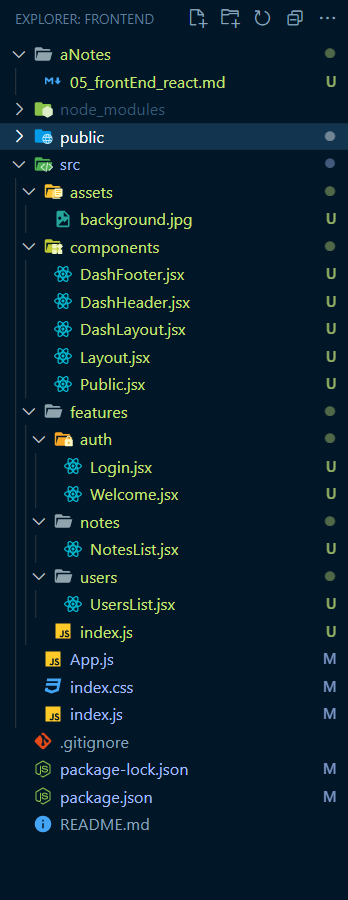 EXPLORER: FRONTEND
aNotes
05_frontEnd_react.md U
node_modules
public
src
assets
background.jpg U
components
DashFooter.jsx U
DashHeader.jsx U
DashLayout.jsx U
Layout.jsx U
Public.jsx U
features
auth
Login.jsx U
Welcome.jsx U
notes
NotesList.jsx U
users
UsersList.jsx U
JS index.js U
JS App.js M
index.css M
JS index.js M
.gitignore
package-lock.json M
package.json M
README.md